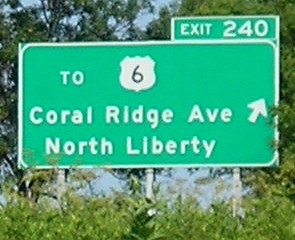 EXIT 240
TO 6
Coral Ridge Ave
North Liberty